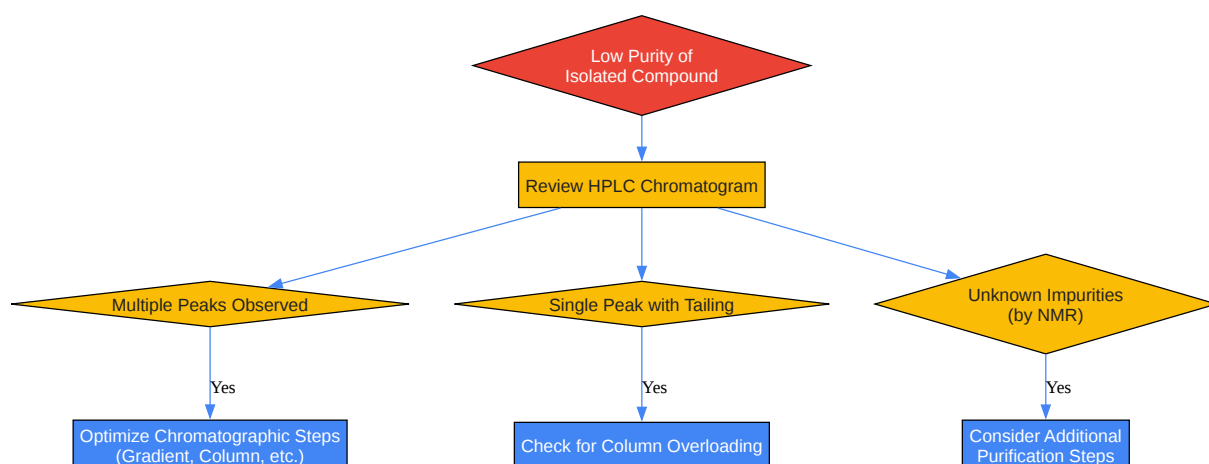 Low Purity of
Isolated Compound
Review HPLC Chromatogram
Multiple Peaks Observed
Single Peak with Tailing
Unknown Impurities
(by NMR)
Yes
Yes
Yes
Optimize Chromatographic Steps
(Gradient, Column, etc.)
Check for Column Overloading
Consider Additional
Purification Steps